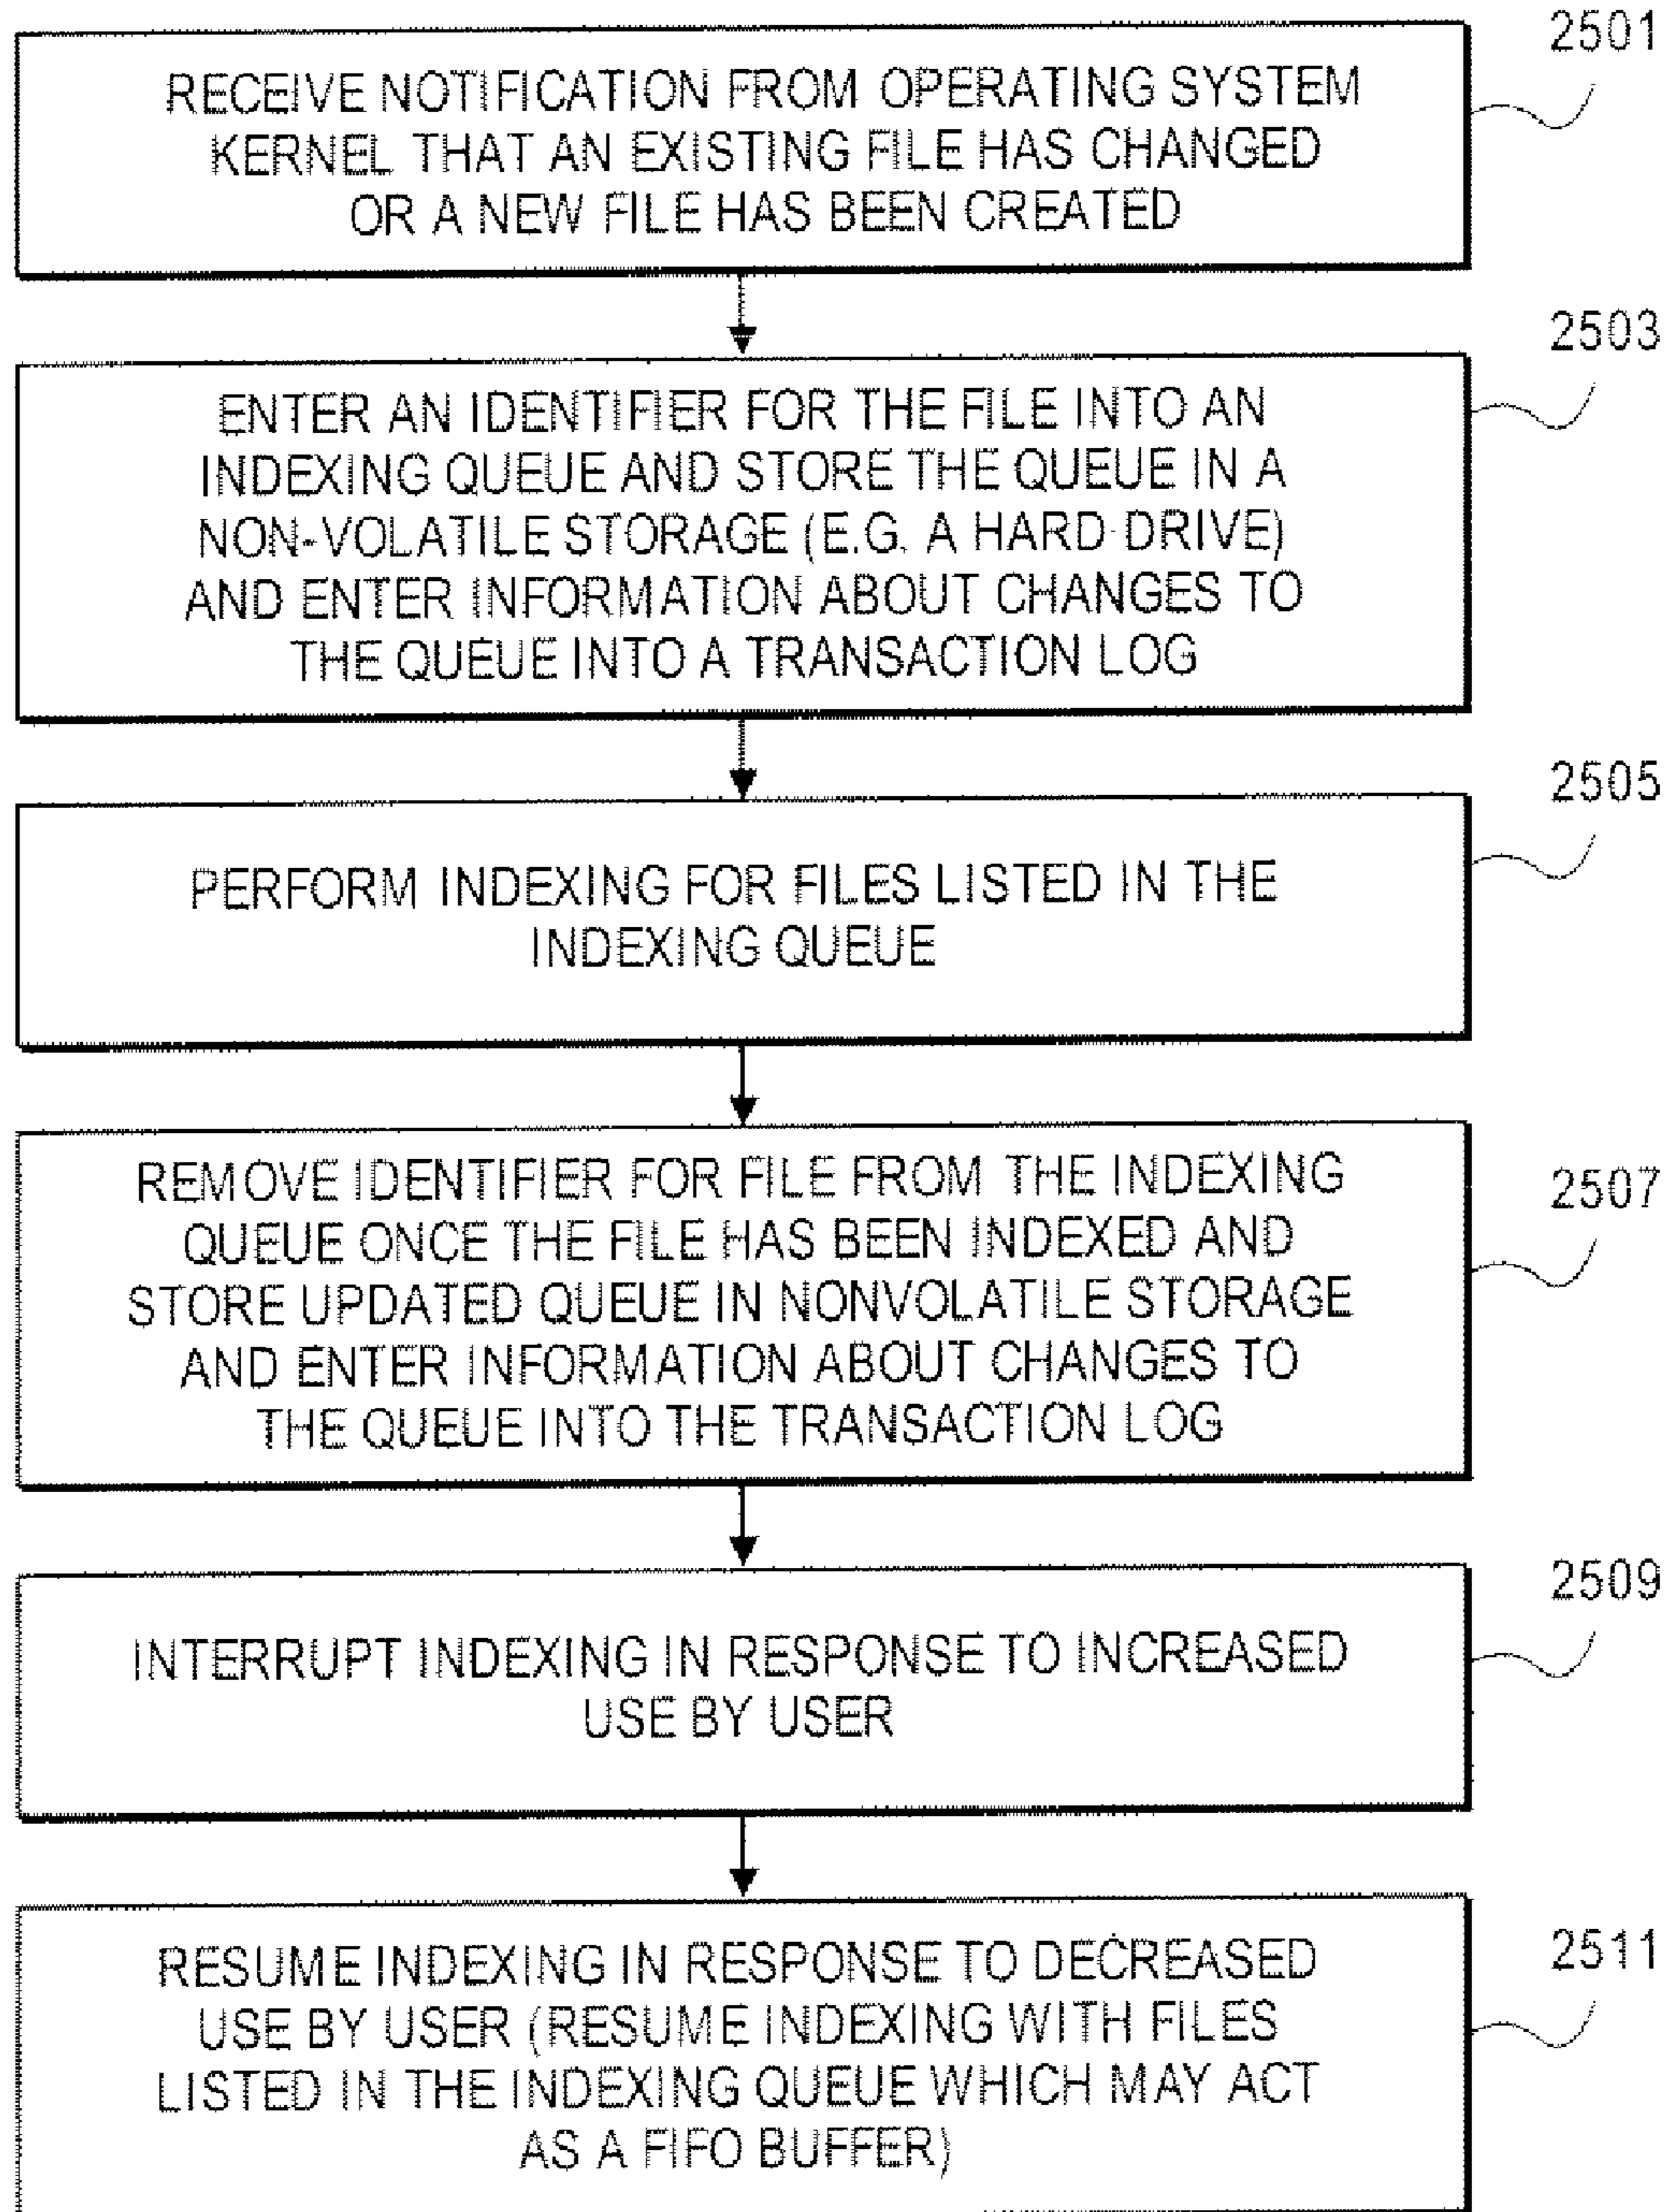 2501
RECEIVE NOTIFICATION FROM OPERATING SYSTEM
KERNEL THAT AN EXISTING FILE HAS CHANGED
OR A NEW FILE HAS BEEN CREATED
2503
ENTER AN IDENTIFIER FOR THE FILE INTO AN
INDEXING QUEUE AND STORE THE QUEUE IN A
NON-VOLATILE STORAGE (E.G. A HARD DRIVE)
AND ENTER INFORMATION ABOUT CHANGES TO
THE QUEUE INTO A TRANSACTION LOG
2505
PERFORM INDEXING FOR FILES LISTED IN THE
INDEXING QUEUE
2507
REMOVE IDENTIFIER FOR FILE FROM THE INDEXING
QUEUE ONCE THE FILE HAS BEEN INDEXED AND
STORE UPDATED QUEUE IN NONVOLATILE STORAGE
AND ENTER INFORMATION ABOUT CHANGES TO
THE QUEUE INTO THE TRANSACTION LOG
2509
INTERRUPT INDEXING IN RESPONSE TO INCREASED
USE BY USER
2511
RESUME INDEXING IN RESPONSE TO DECREASED
USE BY USER (RESUME INDEXING WITH FILES
LISTED IN THE INDEXING QUEUE WHICH MAY ACT
AS A FIFO BUFFER)